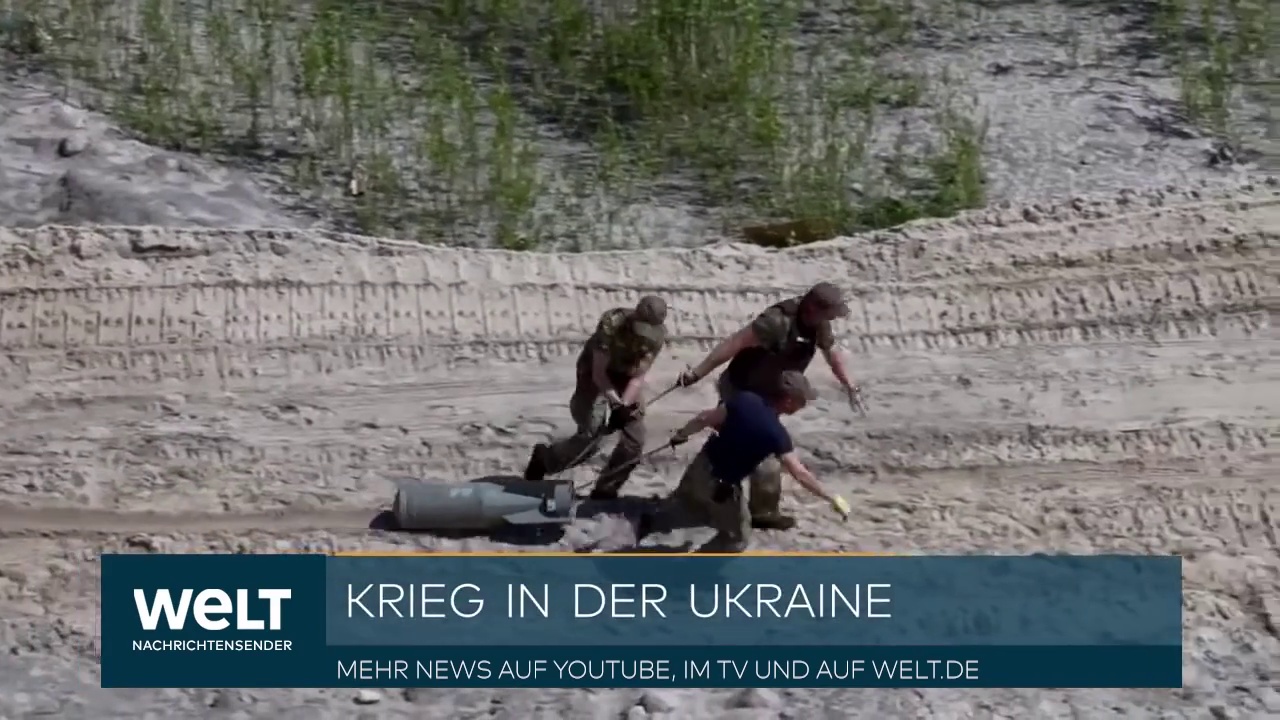 KRIEG IN DER UKRAINE
WELT
NACHRICHTENSENDER
MEHR NEWS AUF YOUTUBE, IM TV UND AUF WELT.DE